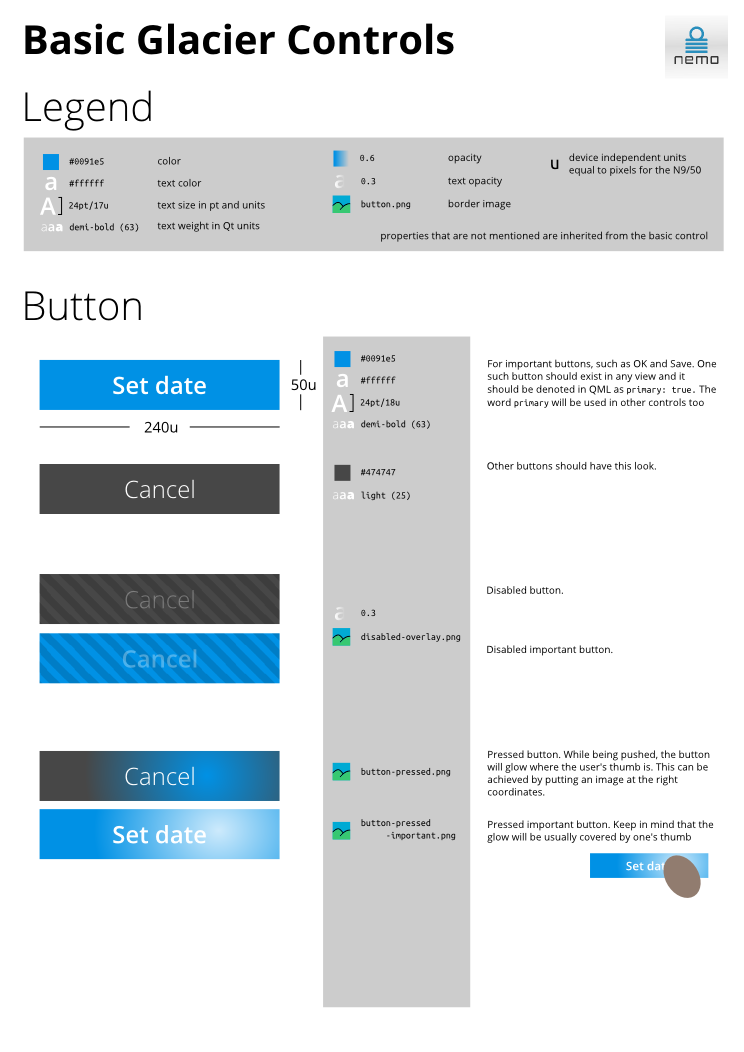 Basic Glacier Controls
nemo
Legend
#0091e5 color
a #ffffff text color
A] 24pt/17u text size in pt and units
aaa demi-bold (63) text weight in Qt units
0.6 opacity
a 0.3 text opacity
button.png border image
u device independent units
equal to pixels for the N9/50
properties that are not mentioned are inherited from the basic control
Button
Set date
50u
240u
#0091e5
a #ffffff
A] 24pt/18u
aaa demi-bold (63)
For important buttons, such as OK and Save. One
such button should exist in any view and it
should be denoted in QML as primary: true. The
word primary will be used in other controls too
Cancel
#474747
aaa light (25)
Other buttons should have this look.
Cancel
Disabled button.
a 0.3
disabled-overlay.png
Cancel
Disabled important button.
Cancel
button-pressed.png
Pressed button. While being pushed, the button
will glow where the user's thumb is. This can be
achieved by putting an image at the right
coordinates.
Set date
button-pressed
-important.png
Pressed important button. Keep in mind that the
glow will be usually covered by one's thumb
Set dat